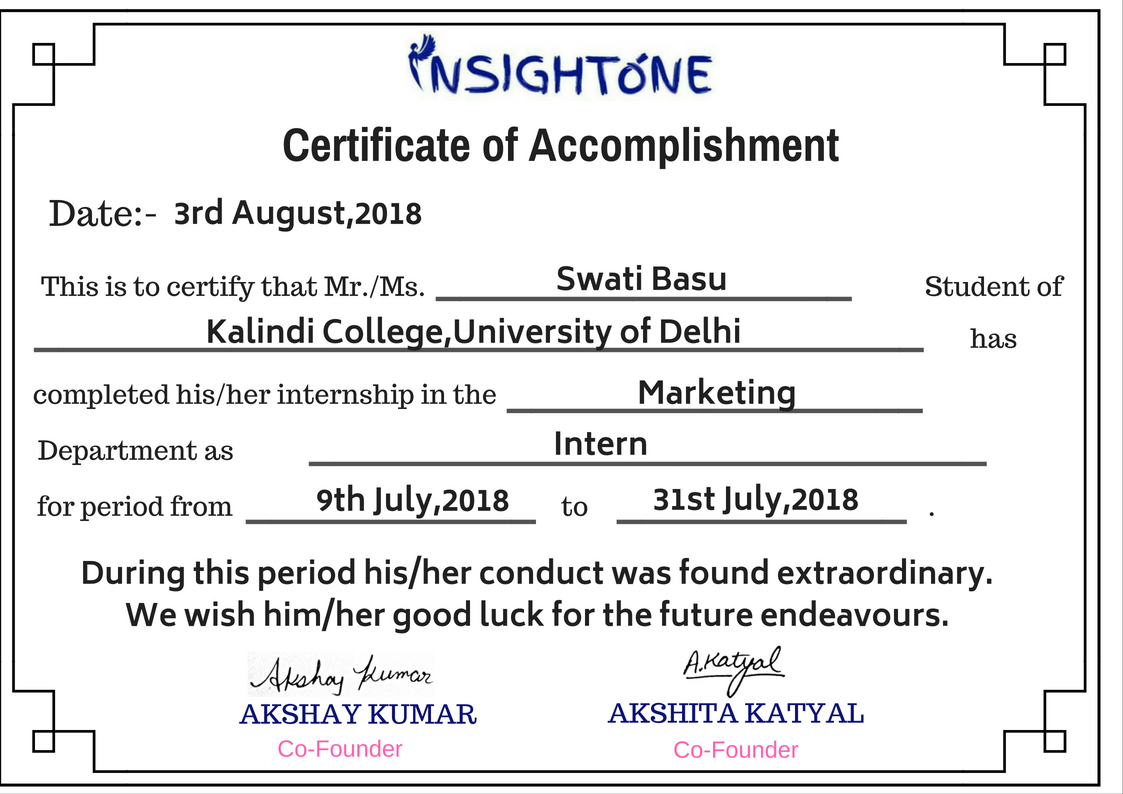 INSIGHTONE
Certificate of Accomplishment
Date:- 3rd August,2018
This is to certify that Mr./Ms. Swati Basu Student of
Kalindi College,University of Delhi has
completed his/her internship in the Marketing
Department as Intern
for period from 9th July,2018 to 31st July,2018 .
During this period his/her conduct was found extraordinary.
We wish him/her good luck for the future endeavours.
Akshay Kumar A.Katyal
AKSHAY KUMAR AKSHITA KATYAL
Co-Founder Co-Founder